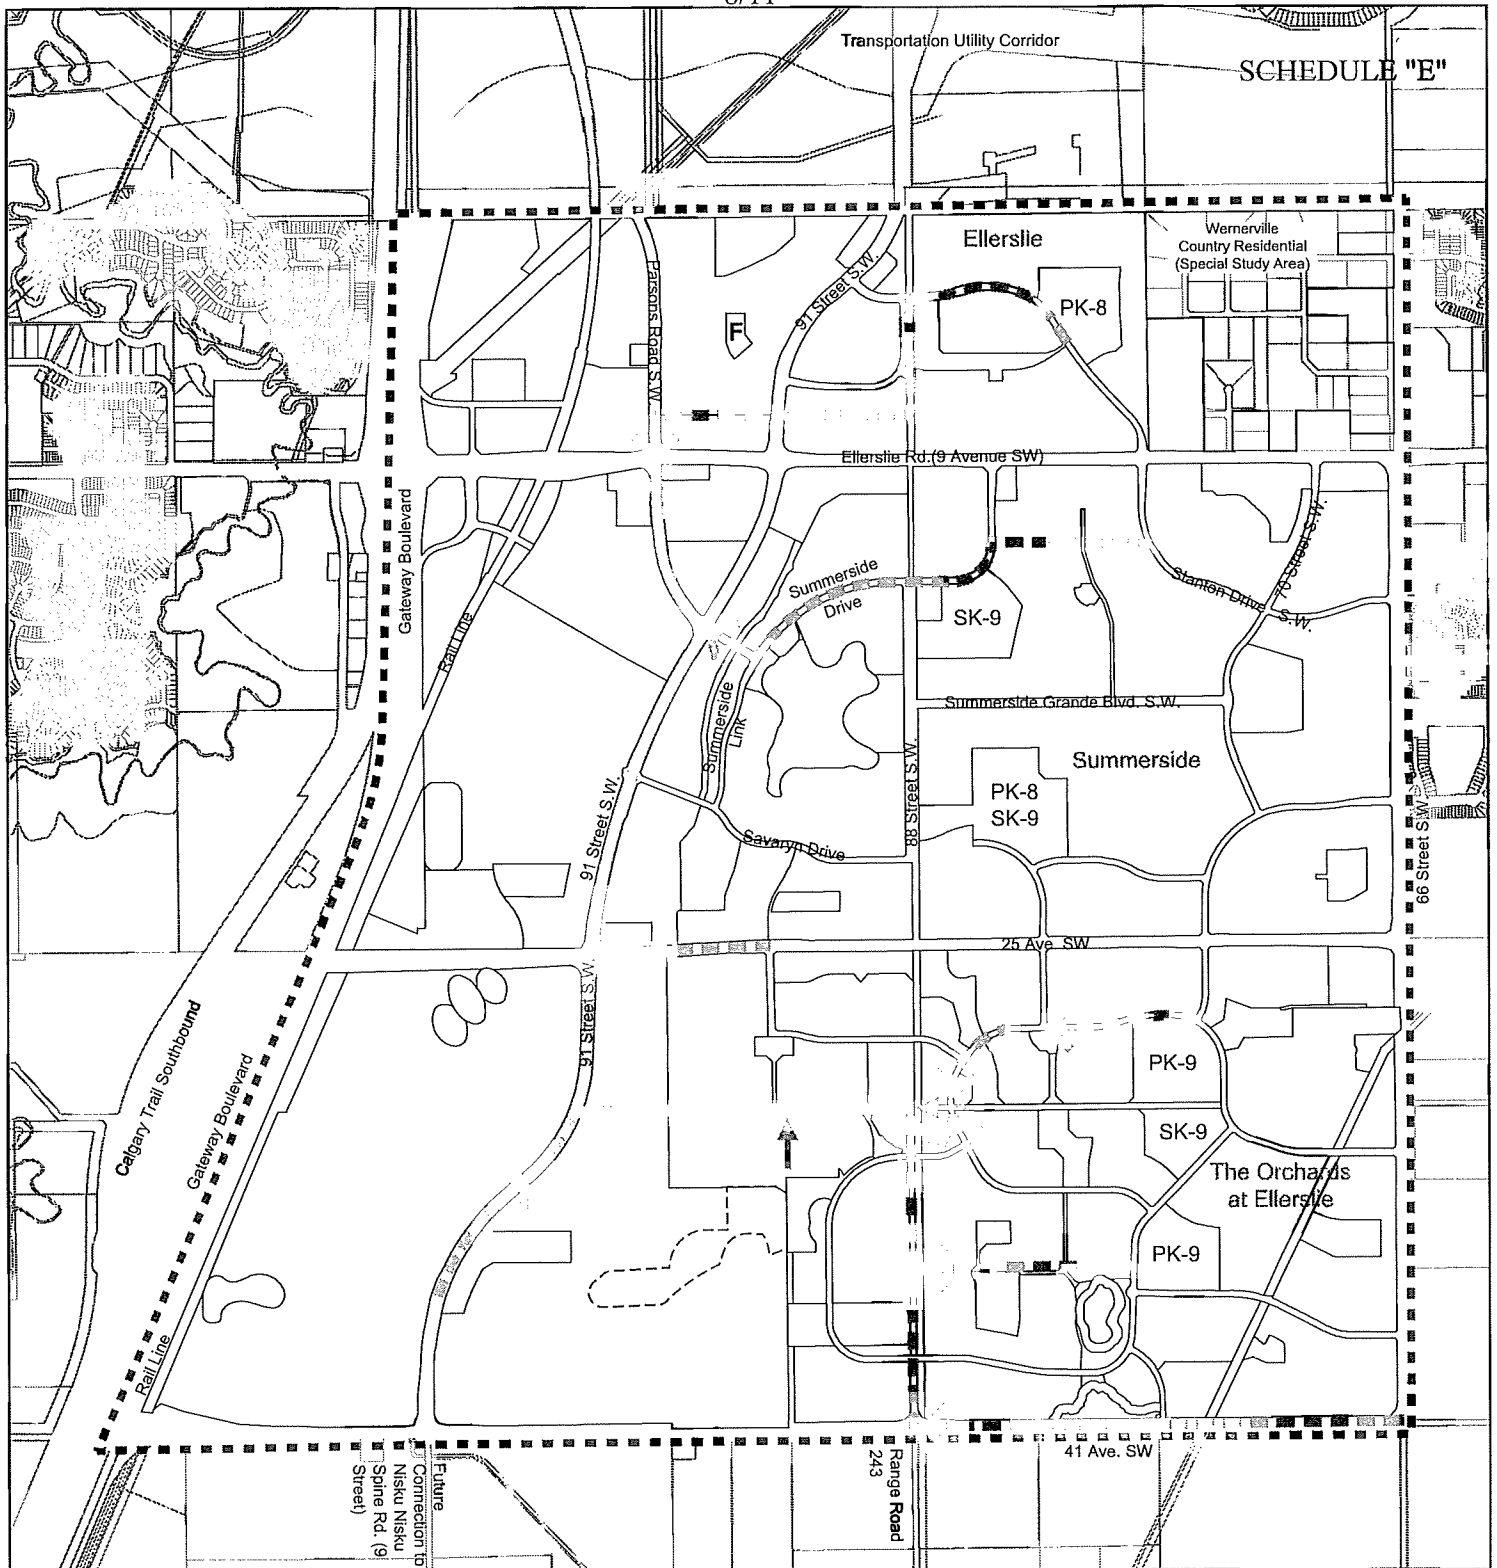 Transportation Utility Corridor
SCHEDULE "E"
Ellerslie
Wernerville
Country Residential
(Special Study Area)
PK-8
F
91 Street S.W.
Parsons Road S.W.
Ellerslie Rd.(9 Avenue SW)
Gateway Boulevard
Rail Line
Summerside
Drive
SK-9
Stanton Drive S.W.
70 Street S.W.
Summerside
Link
Summerside Grande Blvd. S.W.
Summerside
PK-8
SK-9
88 Street S.W.
91 Street S.W.
Savaryn Drive
66 Street S.W.
25 Ave. SW
91 Street S.W.
Calgary Trail Southbound
Gateway Boulevard
PK-9
SK-9
The Orchards
at Ellerslie
PK-9
Rail Line
41 Ave. SW
Range Road
243
Future
Connection to
Nisku Nisku
Spine Rd. (9
Street)